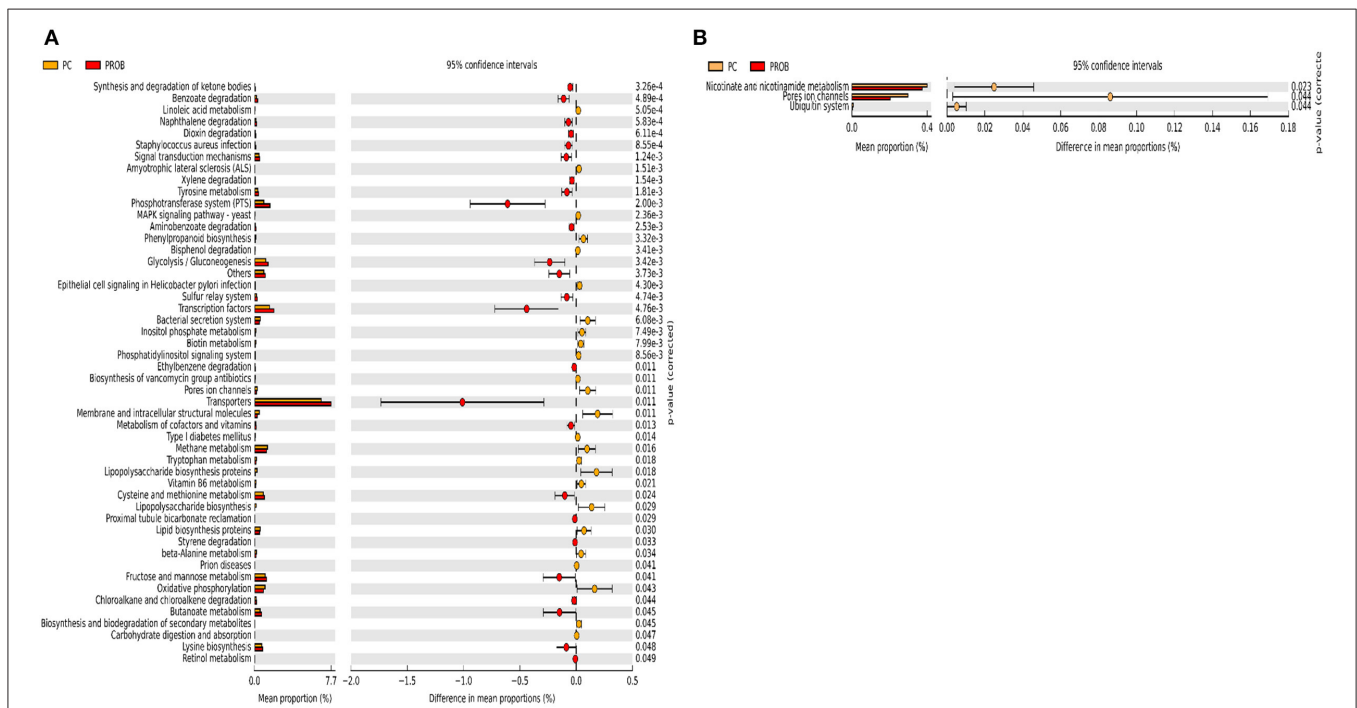 A
PC PROB
95% confidence intervals
Synthesis and degradation of ketone bodies 3.26e-4
Benzoate degradation 4.89e-4
Linoleic acid metabolism 5.05e-4
Naphthalene degradation 5.83e-4
Dioxin degradation 6.11e-4
Staphylococcus aureus infection 8.55e-4
Signal transduction mechanisms 1.24e-3
Amyotrophic lateral sclerosis (ALS) 1.51e-3
Xylene degradation 1.54e-3
Tyrosine metabolism 1.81e-3
Phosphotransferase system (PTS) 2.00e-3
MAPK signaling pathway - yeast 2.36e-3
Aminobenzoate degradation 2.53e-3
Phenylpropanoid biosynthesis 3.32e-3
Bisphenol degradation 3.41e-3
Glycolysis / Gluconeogenesis 3.42e-3
Others 3.73e-3
Epithelial cell signaling in Helicobacter pylori infection 4.30e-3
Sulfur relay system 4.74e-3
Transcription factors 4.76e-3
Bacterial secretion system 6.08e-3
Inositol phosphate metabolism 7.49e-3
Biotin metabolism 7.99e-3
Phosphatidylinositol signaling system 8.56e-3
Ethylbenzene degradation 0.011
Biosynthesis of vancomycin group antibiotics 0.011
Pores ion channels 0.011
Transporters 0.011
Membrane and intracellular structural molecules 0.011
Metabolism of cofactors and vitamins 0.013
Type I diabetes mellitus 0.014
Methane metabolism 0.016
Tryptophan metabolism 0.018
Lipopolysaccharide biosynthesis proteins 0.018
Vitamin B6 metabolism 0.021
Cysteine and methionine metabolism 0.024
Lipopolysaccharide biosynthesis 0.029
Proximal tubule bicarbonate reclamation 0.029
Lipid biosynthesis proteins 0.030
Styrene degradation 0.033
beta-Alanine metabolism 0.034
Prion diseases 0.041
Fructose and mannose metabolism 0.041
Oxidative phosphorylation 0.043
Chloroalkane and chloroalkene degradation 0.044
Butanoate metabolism 0.045
Biosynthesis and biodegradation of secondary metabolites 0.045
Carbohydrate digestion and absorption 0.047
Lysine biosynthesis 0.048
Retinol metabolism 0.049
0.0 7.7 −2.0 −1.5 −1.0 −0.5 0.0 0.5
Mean proportion (%) Difference in mean proportions (%)
p-value (corrected)
B
PC PROB
95% confidence intervals
Nicotinate and nicotinamide metabolism 0.023
Pores ion channels 0.044
Ubiquitin system 0.044
0.0 0.4 0.00 0.02 0.04 0.06 0.08 0.10 0.12 0.14 0.16 0.18
Mean proportion (%) Difference in mean proportions (%)
p-value (correcte